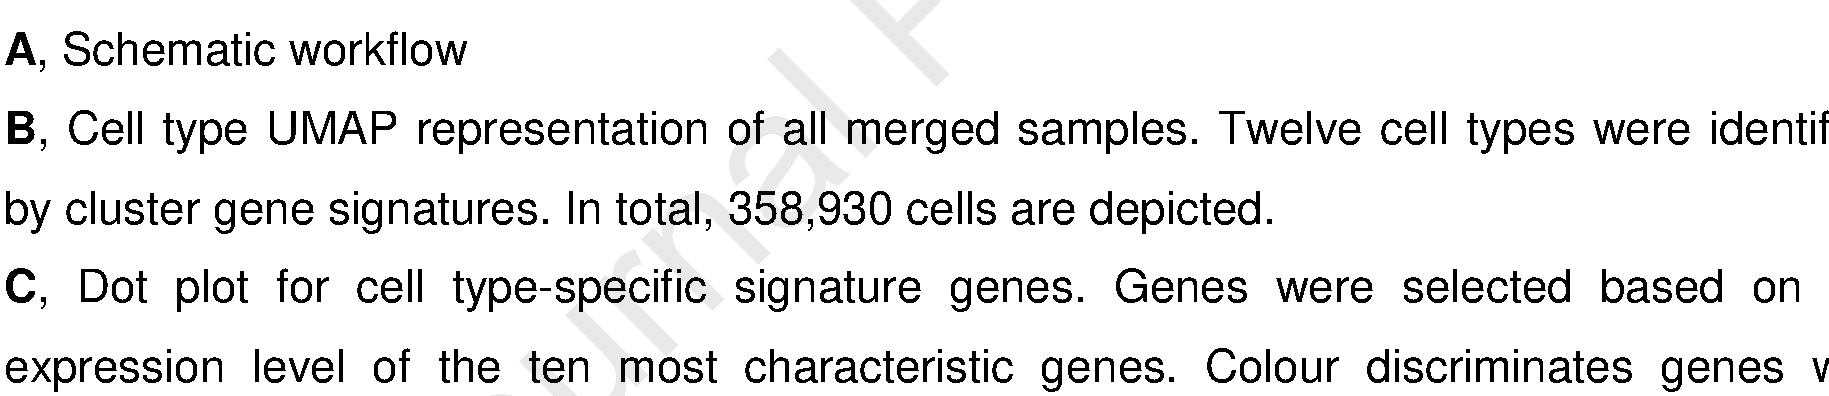 A, Schematic workflow
B, Cell type UMAP representation of all merged samples. Twelve cell types were identif
by cluster gene signatures. In total, 358,930 cells are depicted.
C, Dot plot for cell type-specific signature genes. Genes were selected based on
expression level of the ten most characteristic genes. Colour discriminates genes w